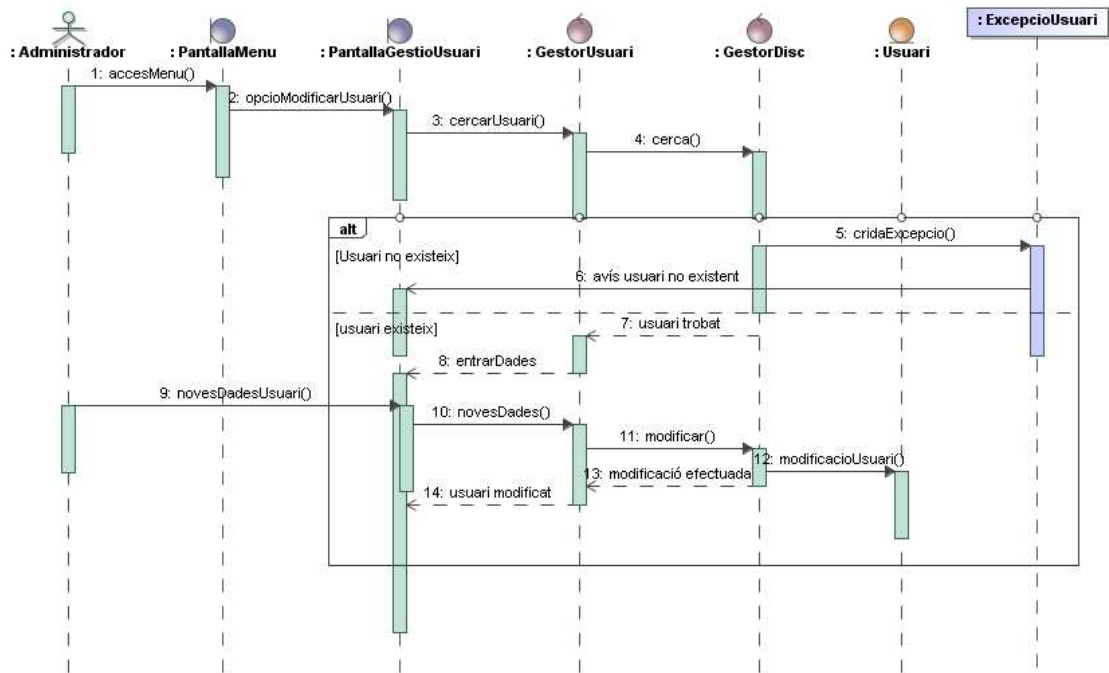 : Administrador
: PantallaMenu
: PantallaGestioUsuari
: GestorUsuari
: GestorDisc
: Usuari
: ExcepcioUsuari
1: accesMenu()
2: opcioModificarUsuari()
3: cercarUsuari()
4: cerca()
alt
5: cridaExcepcio()
[Usuari no existeix]
6: avís usuari no existent
[usuari existeix]
7: usuari trobat
8: entrarDades
9: novesDadesUsuari()
10: novesDades()
11: modificar()
12: modificacioUsuari()
13: modificació efectuada
14: usuari modificat